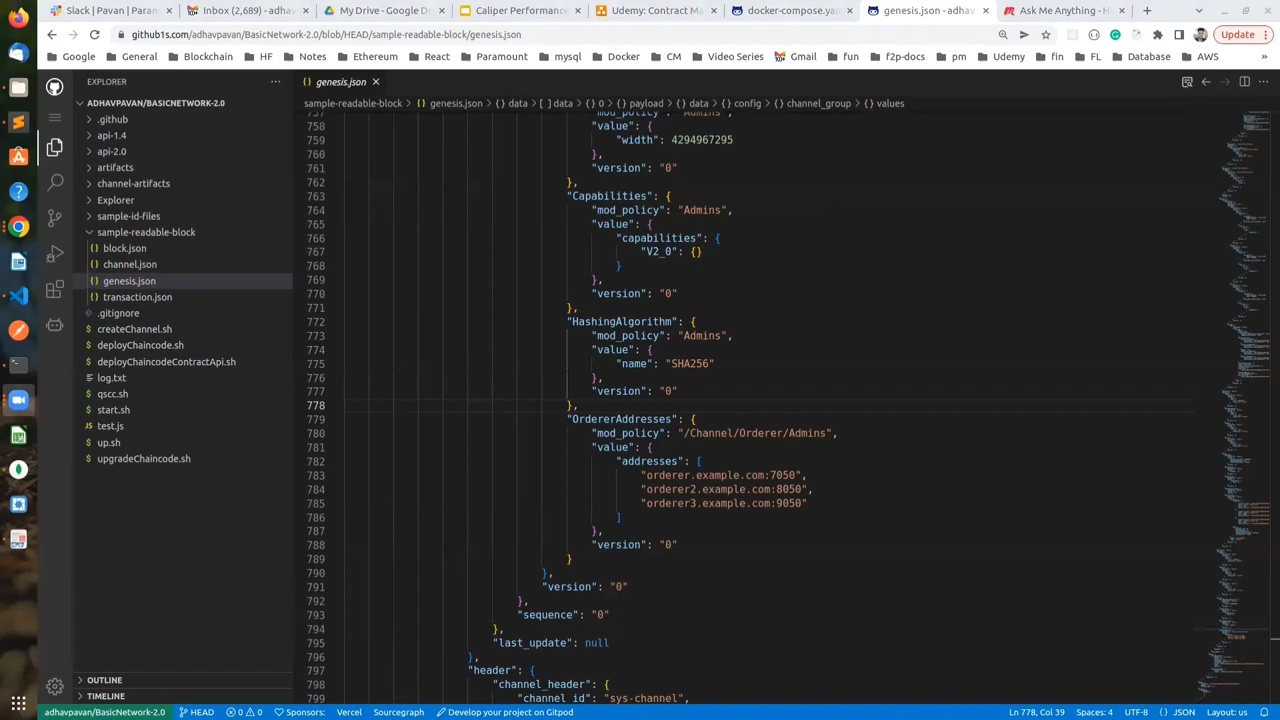 Slack | Pavan | Param
Inbox (2,689) - adhav
My Drive - Google Da
Caliper Performance
Udemy: Contract Ma
docker-compose.yam
genesis.json - adhav
Ask Me Anything - H
github1s.com/adhavpavan/BasicNetwork-2.0/blob/HEAD/sample-readable-block/genesis.json
Update
Google
General
Blockchain
HF
Notes
Ethereum
React
Paramount
mysql
Docker
CM
Video Series
Gmail
fun
f2p-docs
pm
Udemy
fin
FL
Database
AWS
»
EXPLORER
ADHAVPAVAN/BASICNETWORK-2.0
.github
api-1.4
api-2.0
artifacts
channel-artifacts
Explorer
sample-id-files
sample-readable-block
block.json
channel.json
genesis.json
transaction.json
.gitignore
createChannel.sh
deployChaincode.sh
deployChaincodeContractApi.sh
log.txt
qscc.sh
start.sh
test.js
up.sh
upgradeChaincode.sh
OUTLINE
TIMELINE
genesis.json
sample-readable-block > genesis.json > {} data > [ ] data > {} 0 > {} payload > {} data > {} config > {} channel_group > {} values
757 "mod_policy": "Admins",
758 "value": {
759 "width": 4294967295
760 },
761 "version": "0"
762 },
763 "Capabilities": {
764 "mod_policy": "Admins",
765 "value": {
766 "capabilities": {
767 "V2_0": {}
768 }
769 },
770 "version": "0"
771 },
772 "HashingAlgorithm": {
773 "mod_policy": "Admins",
774 "value": {
775 "name": "SHA256"
776 },
777 "version": "0"
778 },
779 "OrdererAddresses": {
780 "mod_policy": "/Channel/Orderer/Admins",
781 "value": {
782 "addresses": [
783 "orderer.example.com:7050",
784 "orderer2.example.com:8050",
785 "orderer3.example.com:9050"
786 ]
787 },
788 "version": "0"
789 }
790 },
791 "version": "0"
792 },
793 "sequence": "0"
794 },
795 "last_update": null
796 },
797 "header": {
798 "channel_header": {
799 "channel_id": "sys-channel",
adhavpavan/BasicNetwork-2.0
HEAD
0
0
Sponsors:
Vercel
Sourcegraph
Develop your project on Gitpod
Ln 778, Col 39
Spaces: 4
UTF-8
{} JSON
Layout: us